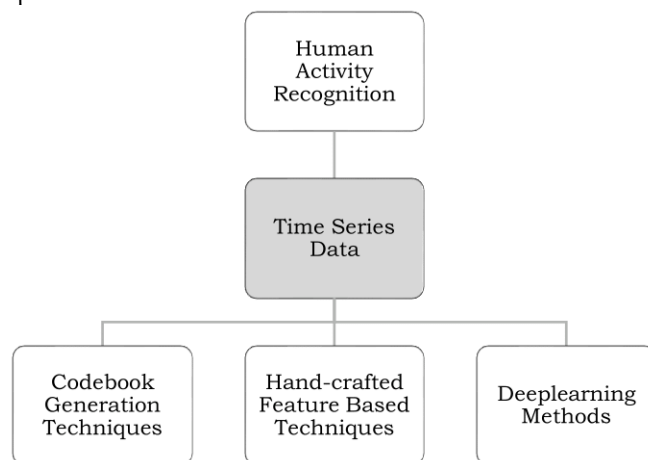 Human
Activity
Recognition
Time Series
Data
Codebook
Generation
Techniques
Hand-crafted
Feature Based
Techniques
Deeplearning
Methods